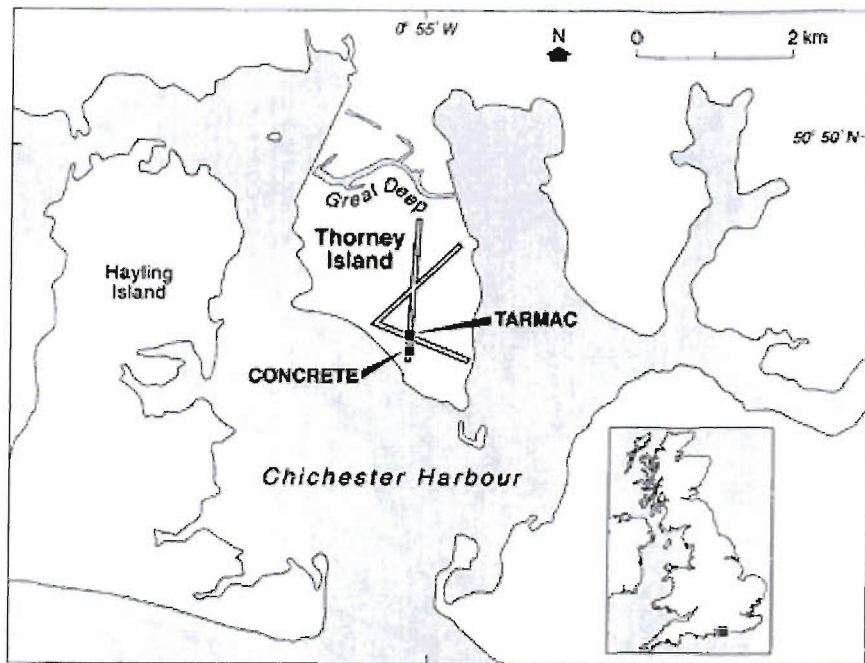 0° 55' W
N
0 2 km
50° 50' N
Great Deep
Thorney
Island
Hayling
Island
TARMAC
CONCRETE
Chichester Harbour